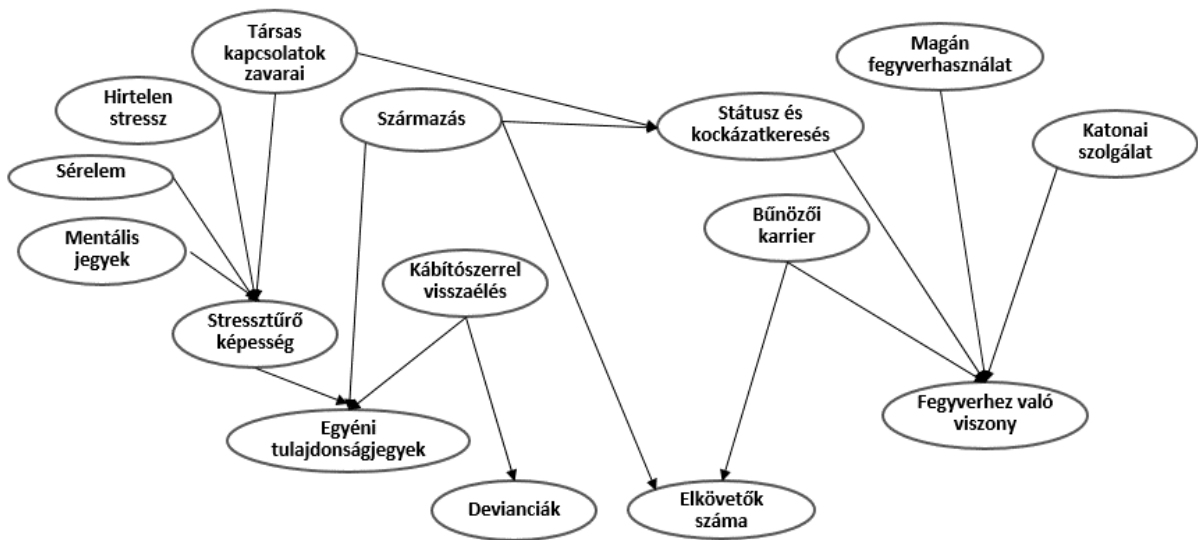 Társas
kapcsolatok
zavarai
Magán
fegyverhasználat
Hirtelen
stressz
Származás
Státusz és
kockázatkeresés
Katonai
szolgálat
Sérelem
Mentális
jegyek
Bűnözői
karrier
Kábítószerrel
visszaélés
Stressztűrő
képesség
Fegyverhez való
viszony
Egyéni
tulajdonságjegyek
Devianciák
Elkövetők
száma